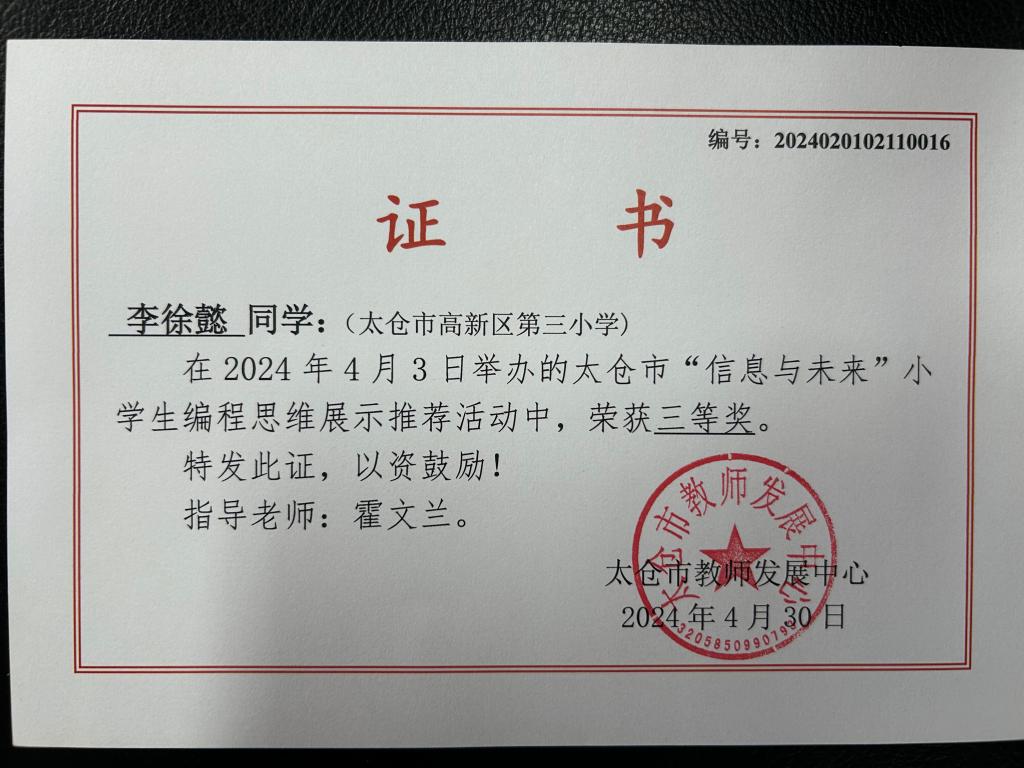 编号：2024020102110016
证 书
李徐懿 同学：（太仓市高新区第三小学）
在 2024 年 4 月 3 日举办的太仓市“信息与未来”小
学生编程思维展示推荐活动中，荣获三等奖。
特发此证，以资鼓励！
指导老师：霍文兰。
太仓市教师发展中心
2024 年 4 月 30 日
太仓市教师发展中心